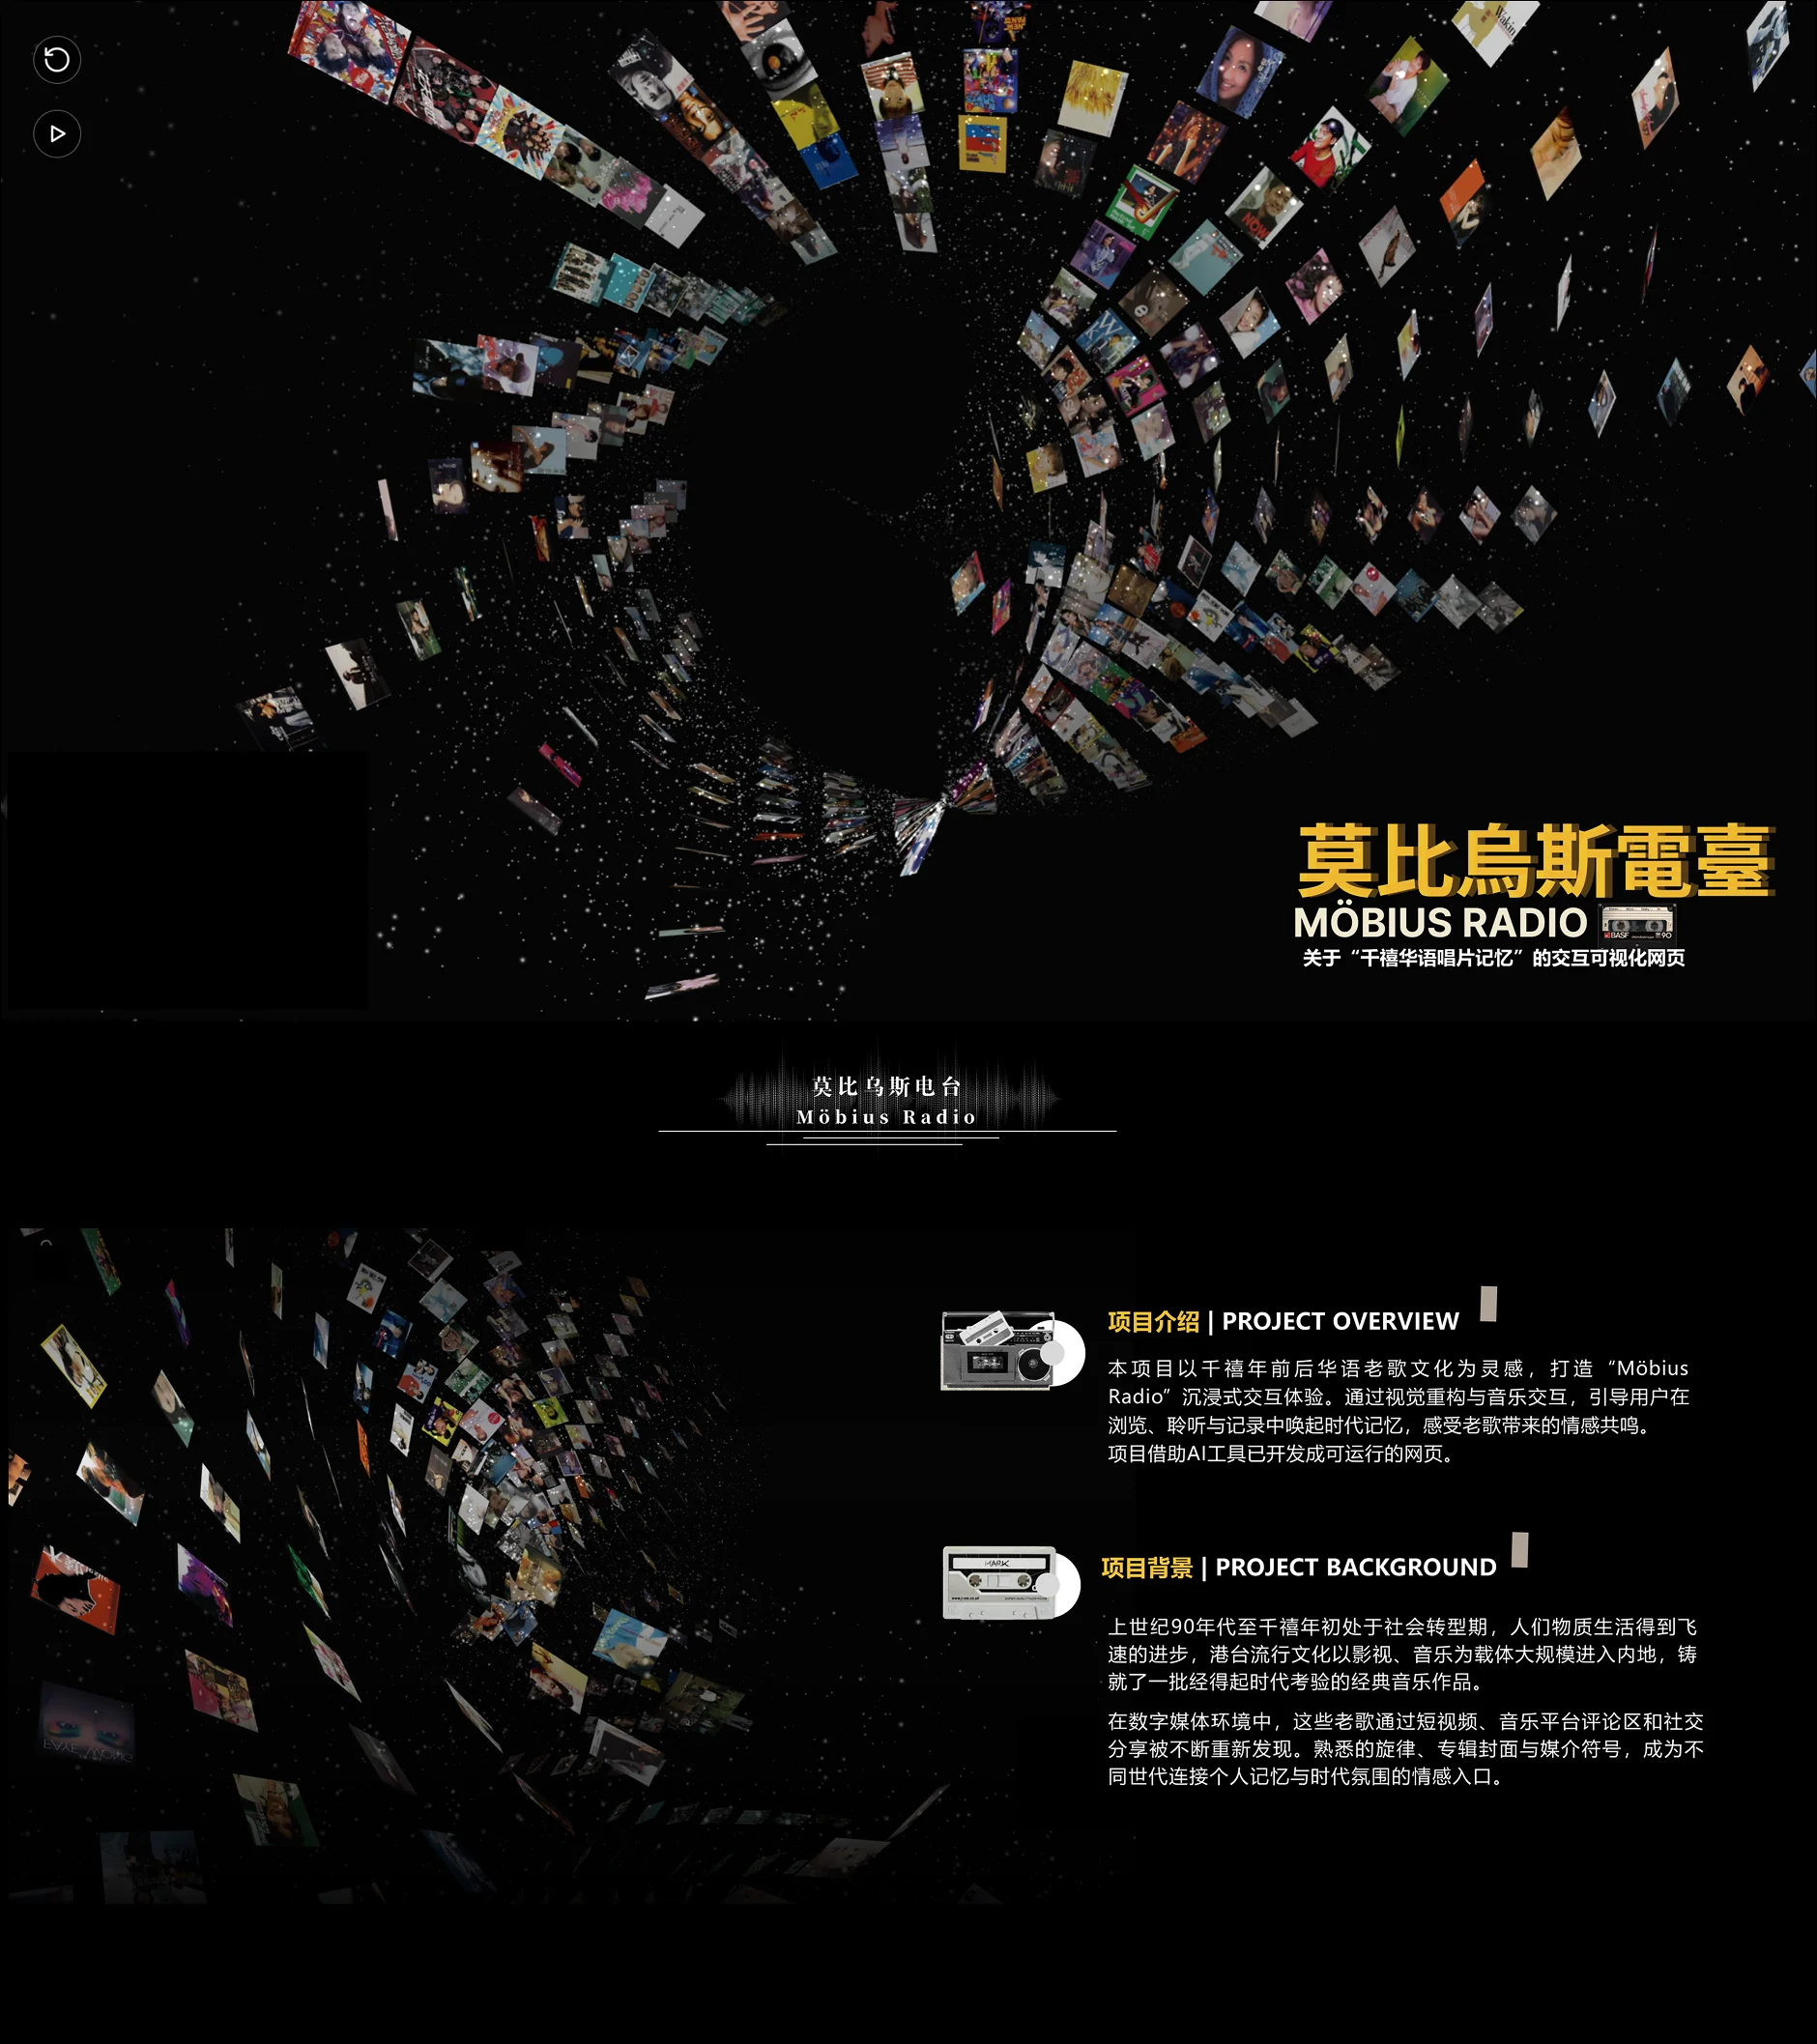 Wakin
NOW
莫比烏斯電臺
MÖBIUS RADIO
BASF 90
关于“千禧华语唱片记忆”的交互可视化网页
莫比乌斯电台
Möbius Radio
项目介绍 | PROJECT OVERVIEW
本项目以千禧年前后华语老歌文化为灵感，打造“Möbius
Radio”沉浸式交互体验。通过视觉重构与音乐交互，引导用户在
浏览、聆听与记录中唤起时代记忆，感受老歌带来的情感共鸣。
项目借助AI工具已开发成可运行的网页。
MARK
项目背景 | PROJECT BACKGROUND
上世纪90年代至千禧年初处于社会转型期，人们物质生活得到飞
速的进步，港台流行文化以影视、音乐为载体大规模进入内地，铸
就了一批经得起时代考验的经典音乐作品。
在数字媒体环境中，这些老歌通过短视频、音乐平台评论区和社交
分享被不断重新发现。熟悉的旋律、专辑封面与媒介符号，成为不
同世代连接个人记忆与时代氛围的情感入口。
FAYE WONG